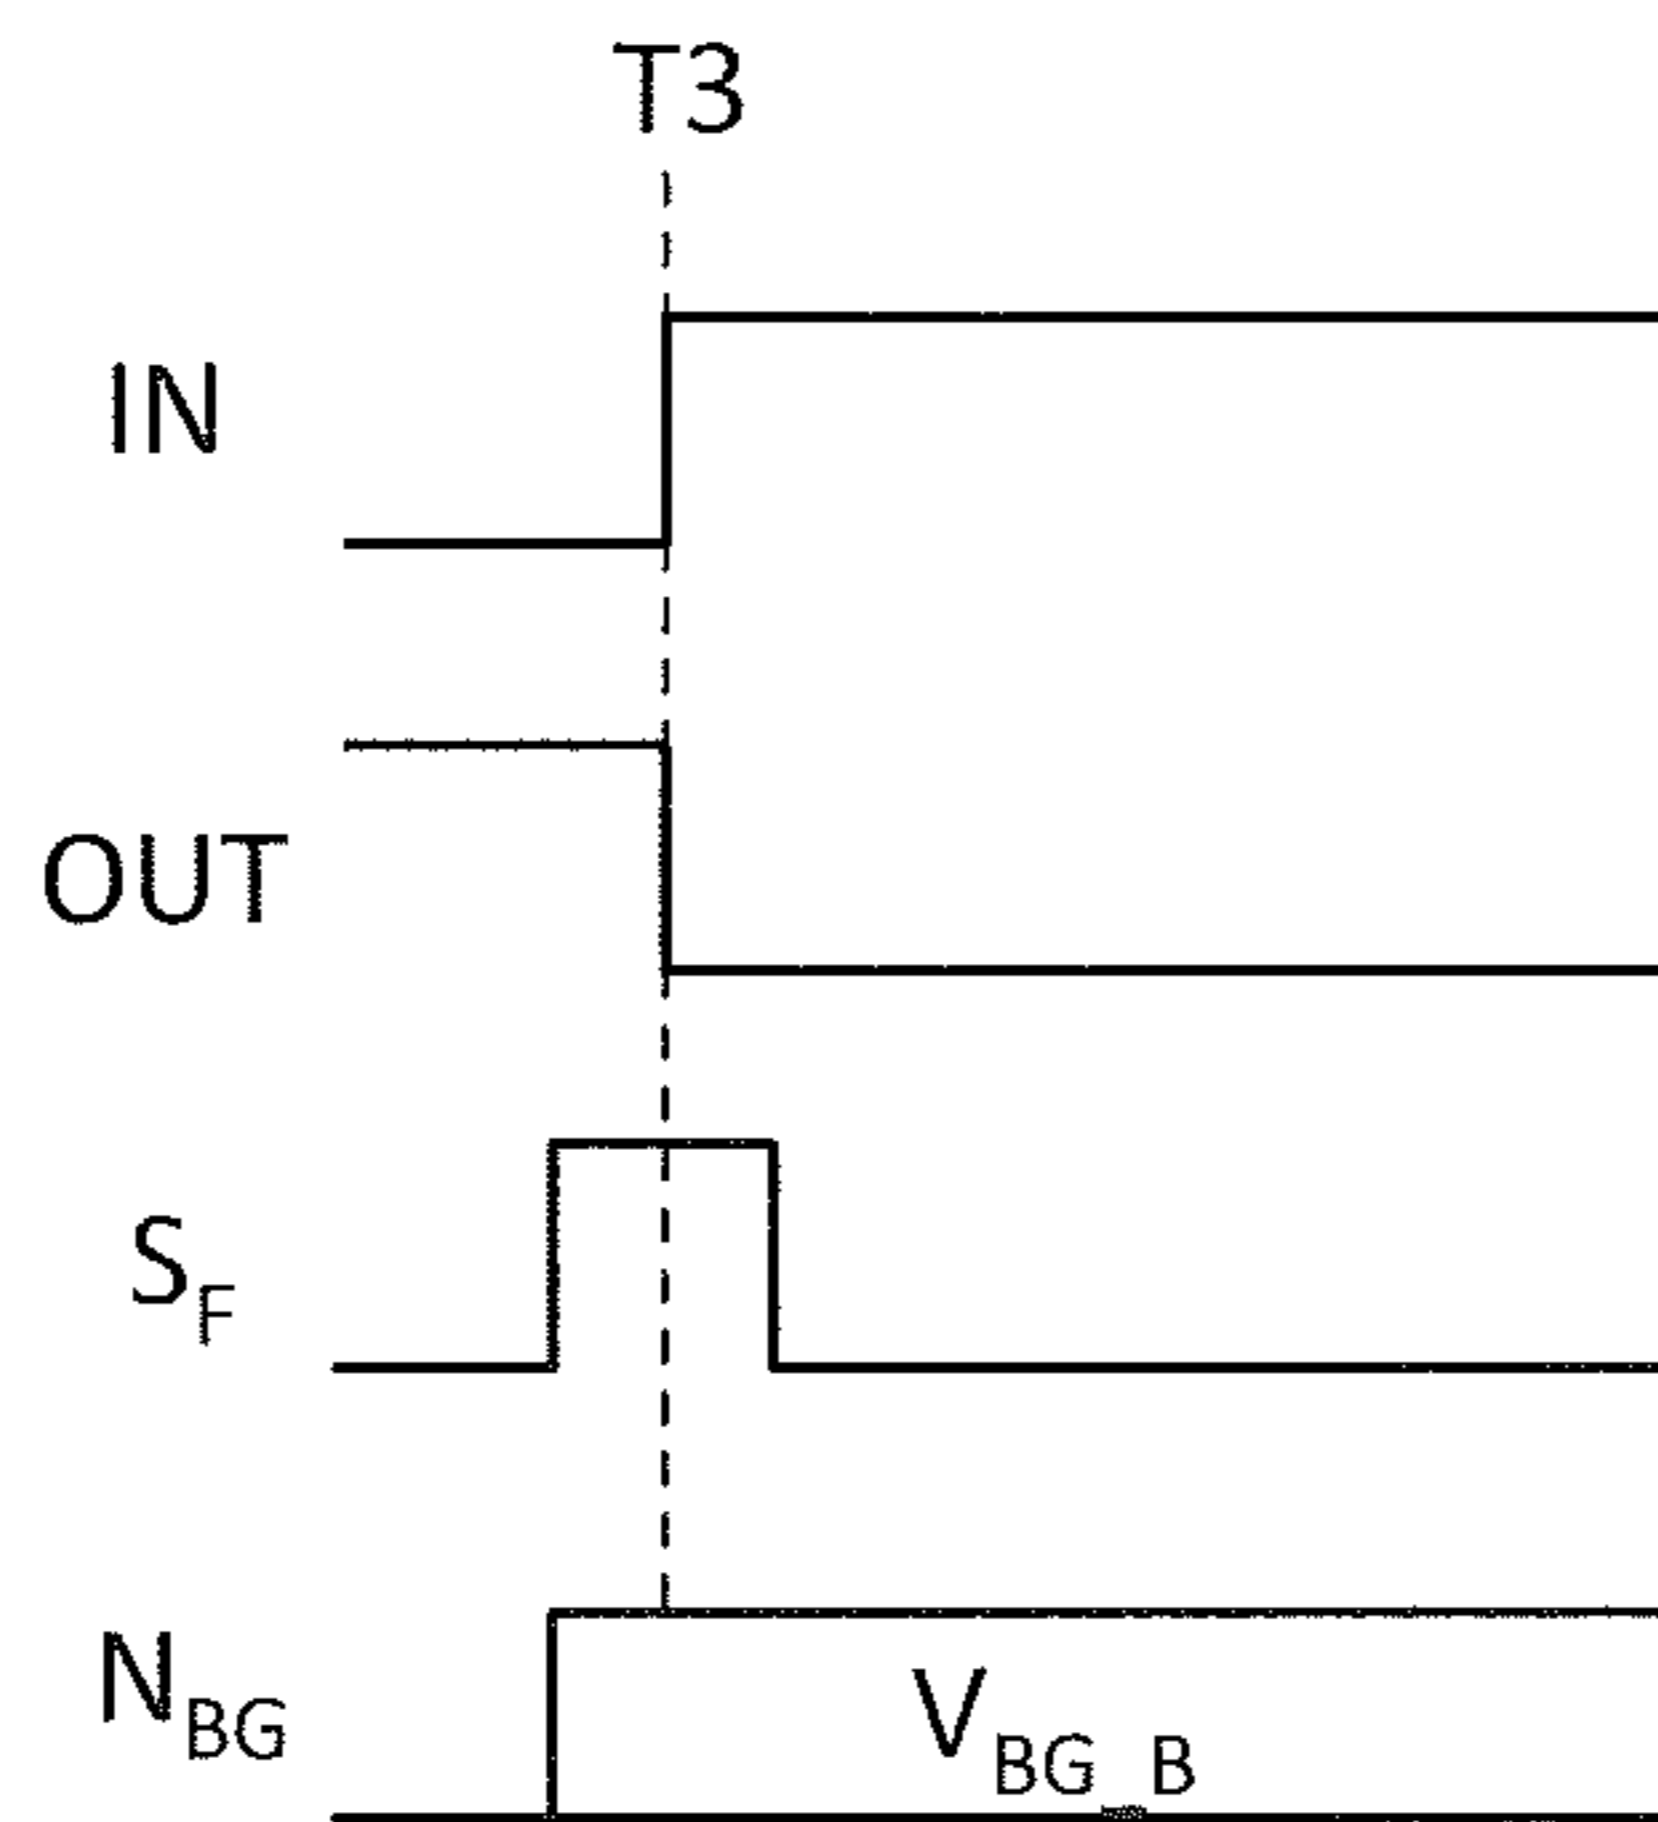 T3
IN
OUT
S_F
N_BG
V_BG_B